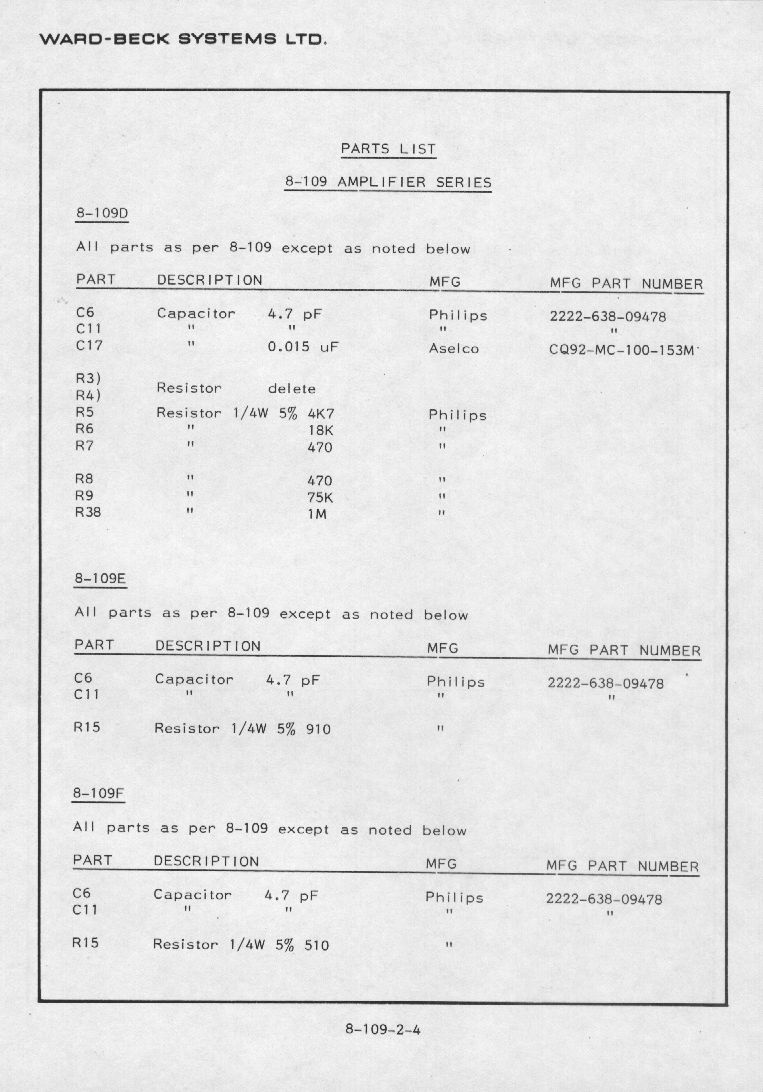 WARD-BECK SYSTEMS LTD.
PARTS LIST
8-109 AMPLIFIER SERIES
8-109D
All parts as per 8-109 except as noted below
PART DESCRIPTION MFG MFG PART NUMBER
C6 Capacitor 4.7 pF Philips 2222-638-09478
C11 " " " "
C17 " 0.015 uF Aselco CQ92-MC-100-153M
R3)
R4) Resistor delete
R5 Resistor 1/4W 5% 4K7 Philips
R6 " 18K "
R7 " 470 "
R8 " 470 "
R9 " 75K "
R38 " 1M "
8-109E
All parts as per 8-109 except as noted below
PART DESCRIPTION MFG MFG PART NUMBER
C6 Capacitor 4.7 pF Philips 2222-638-09478
C11 " " " "
R15 Resistor 1/4W 5% 910 "
8-109F
All parts as per 8-109 except as noted below
PART DESCRIPTION MFG MFG PART NUMBER
C6 Capacitor 4.7 pF Philips 2222-638-09478
C11 " " " "
R15 Resistor 1/4W 5% 510 "
8-109-2-4